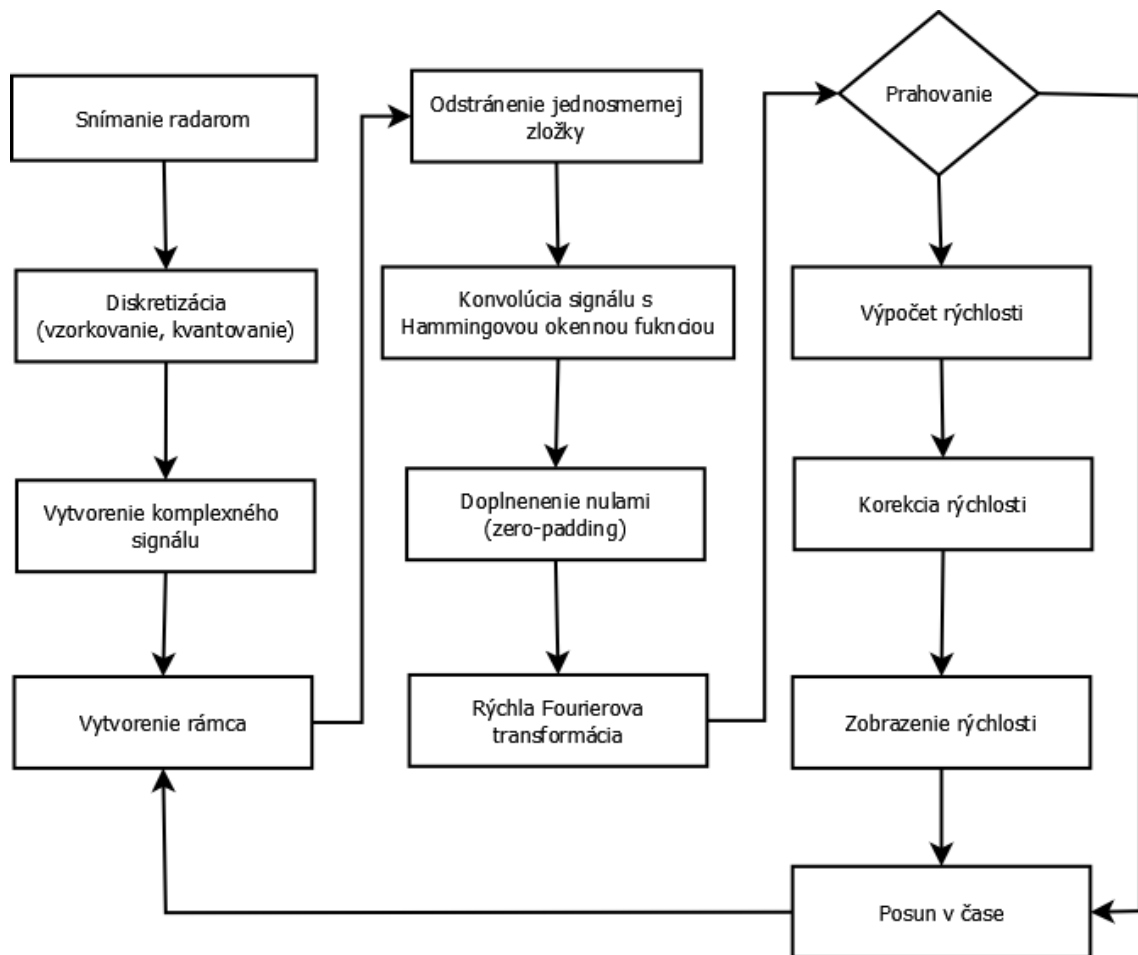 Snímanie radarom
Diskretizácia
(vzorkovanie, kvantovanie)
Vytvorenie komplexného
signálu
Vytvorenie rámca
Odstránenie jednosmernej
zložky
Konvolúcia signálu s
Hammingovou okennou fuknciou
Doplnenenie nulami
(zero-padding)
Rýchla Fourierova
transformácia
Prahovanie
Výpočet rýchlosti
Korekcia rýchlosti
Zobrazenie rýchlosti
Posun v čase